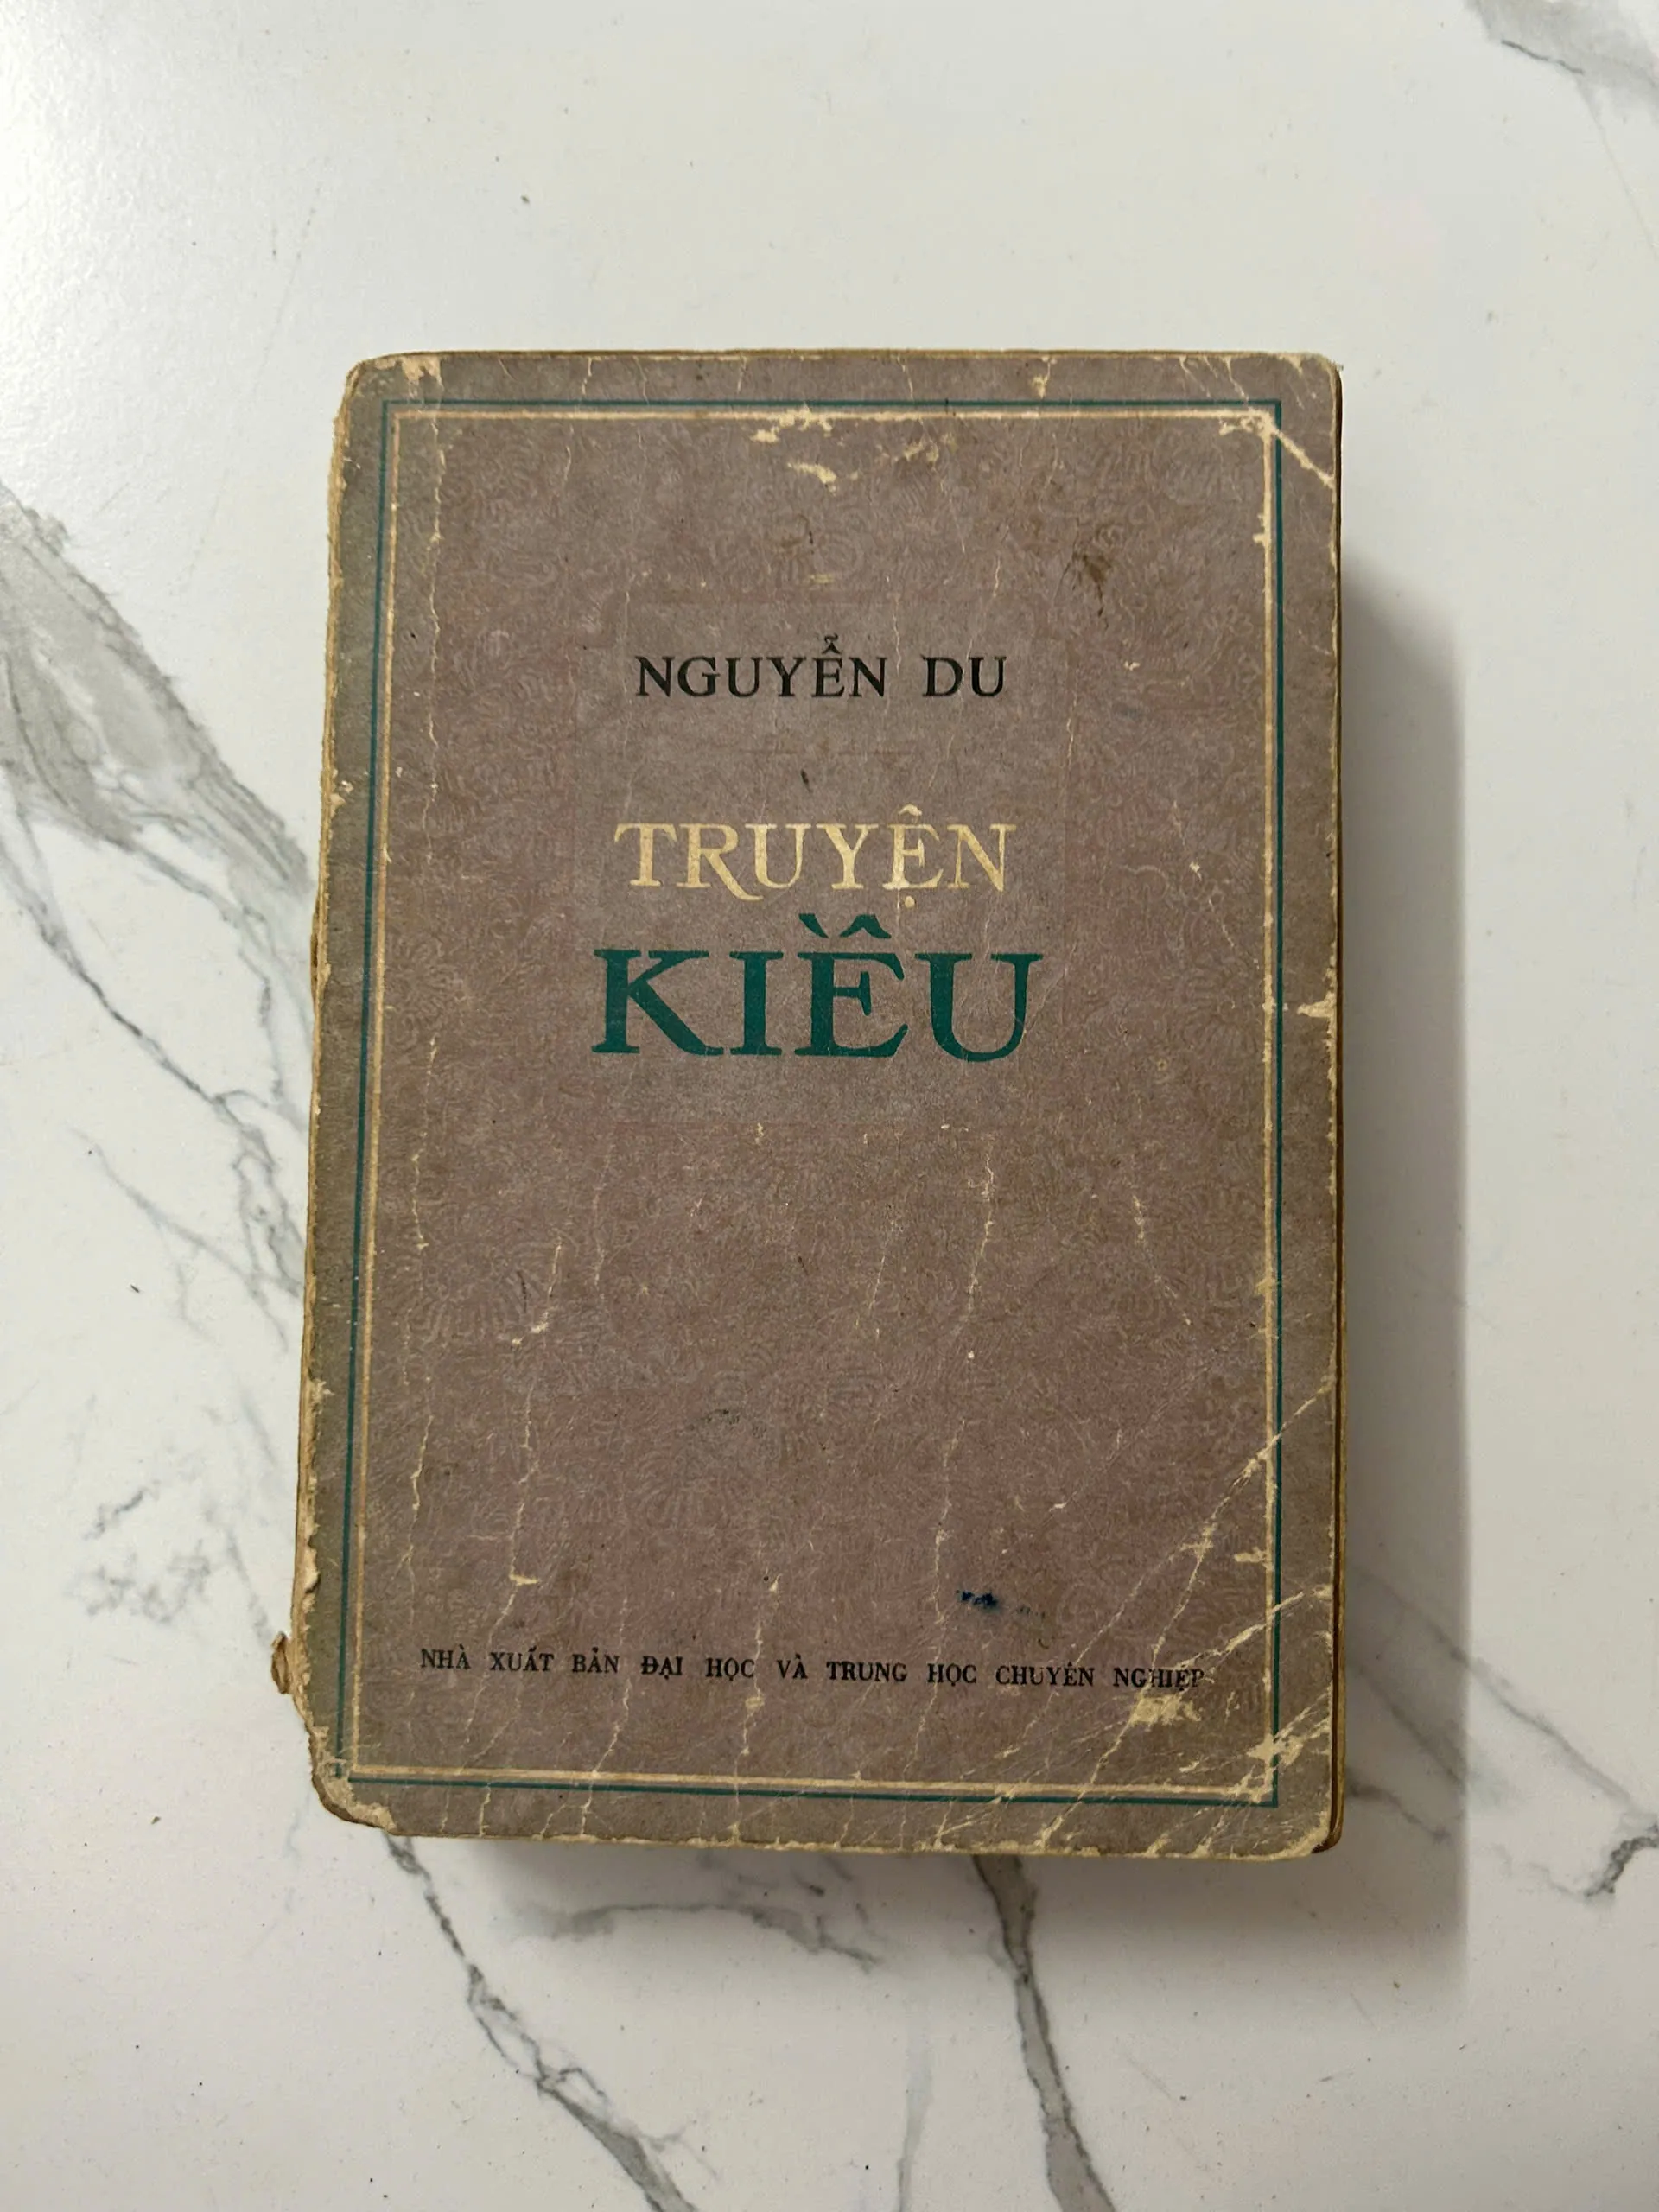 NGUYỄN DU
TRUYỆN
KIỀU
NHÀ XUẤT BẢN ĐẠI HỌC VÀ TRUNG HỌC CHUYÊN NGHIỆP